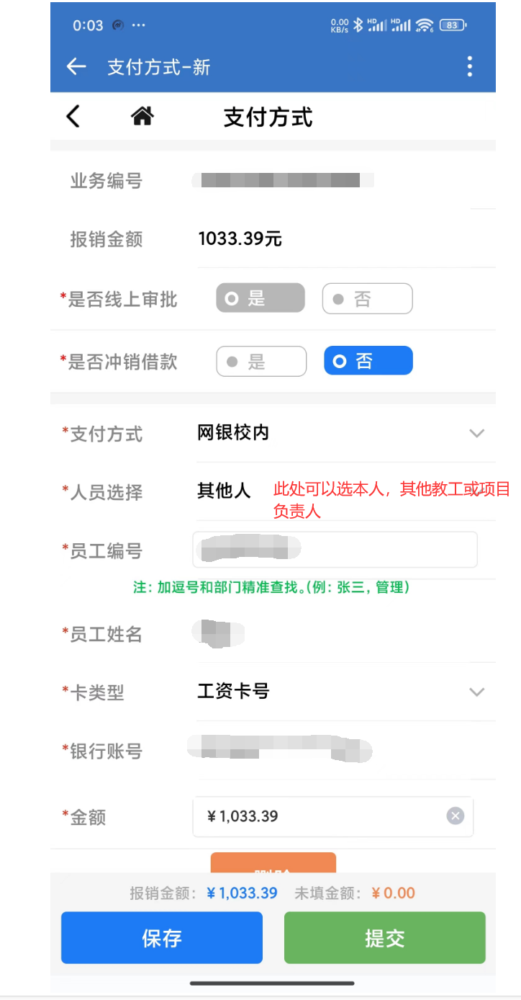 0:03 ··· 0.00 KB/s HD HD 6 83
支付方式-新
支付方式
业务编号
报销金额 1033.39元
*是否线上审批 是 否
*是否冲销借款 是 否
*支付方式 网银校内
*人员选择 其他人 此处可以选本人，其他教工或项目
负责人
*员工编号
注: 加逗号和部门精准查找。(例: 张三, 管理)
*员工姓名
*卡类型 工资卡号
*银行账号
*金额 ¥1,033.39
报销金额: ¥1,033.39 未填金额: ¥0.00
保存 提交